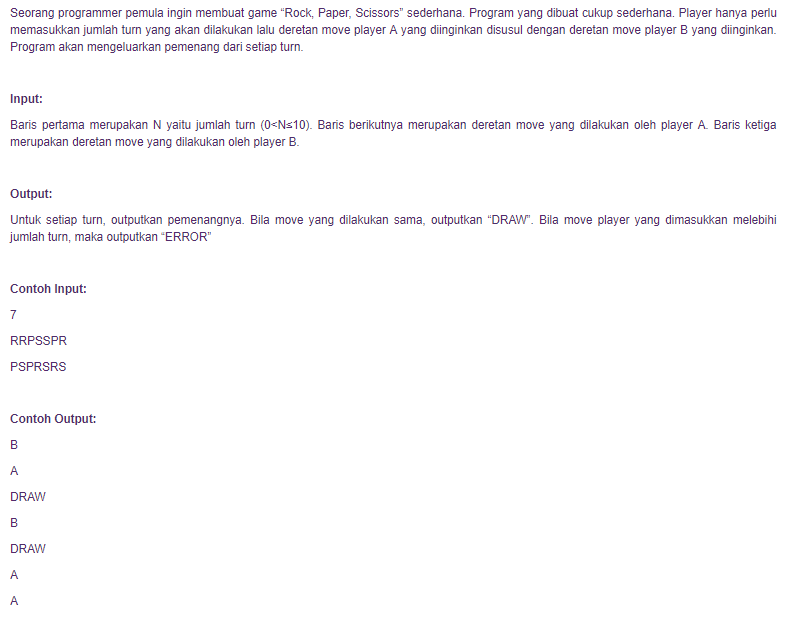 Seorang programmer pemula ingin membuat game “Rock, Paper, Scissors” sederhana. Program yang dibuat cukup sederhana. Player hanya perlu
memasukkan jumlah turn yang akan dilakukan lalu deretan move player A yang diinginkan disusul dengan deretan move player B yang diinginkan.
Program akan mengeluarkan pemenang dari setiap turn.
Input:
Baris pertama merupakan N yaitu jumlah turn (0<N≤10). Baris berikutnya merupakan deretan move yang dilakukan oleh player A. Baris ketiga
merupakan deretan move yang dilakukan oleh player B.
Output:
Untuk setiap turn, outputkan pemenangnya. Bila move yang dilakukan sama, outputkan “DRAW”. Bila move player yang dimasukkan melebihi
jumlah turn, maka outputkan “ERROR”
Contoh Input:
7
RRPSSPR
PSPRSRS
Contoh Output:
B
A
DRAW
B
DRAW
A
A